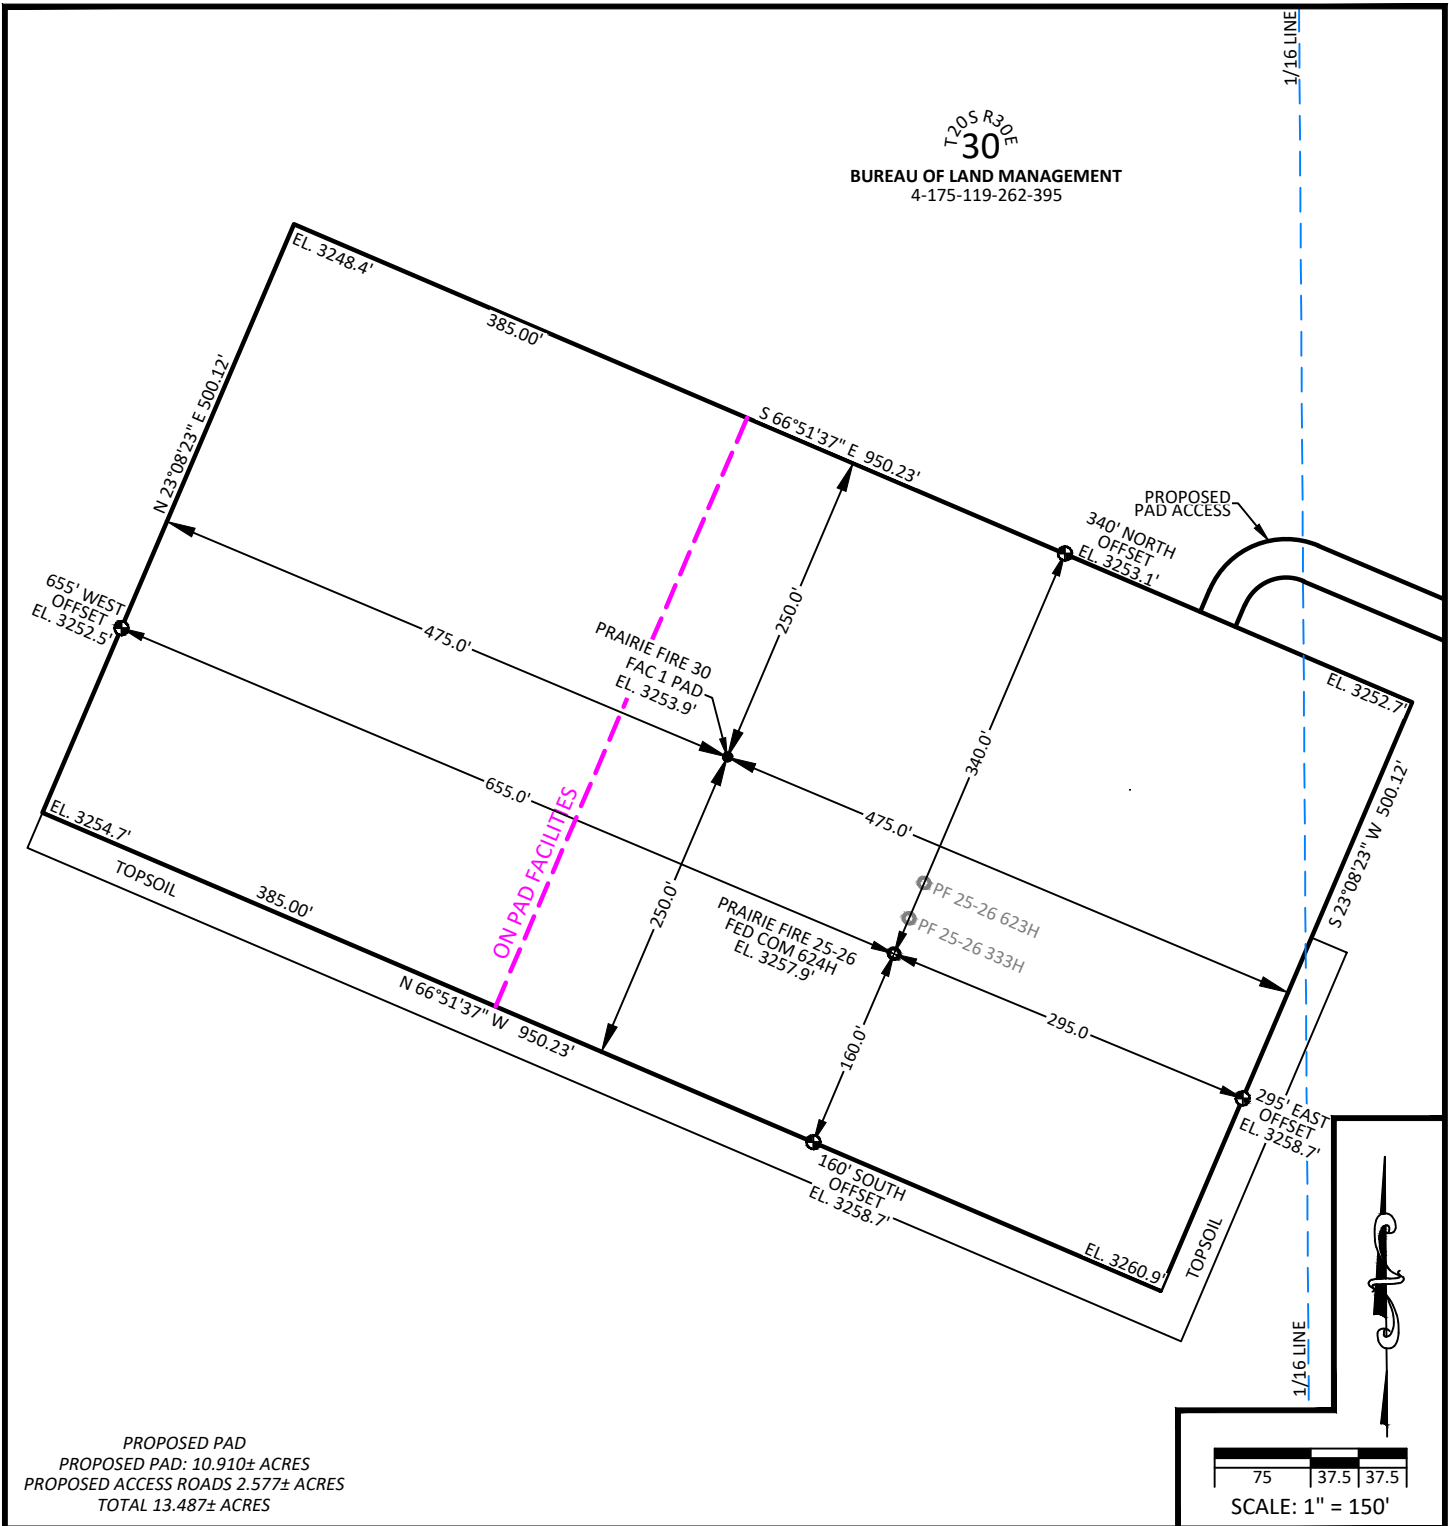 1/16 LINE
T20S R30E
30
BUREAU OF LAND MANAGEMENT
4-175-119-262-395
EL. 3248.4'
385.00'
S 66°51'37" E  950.23'
N 23°08'23" E 500.12'
PROPOSED
PAD ACCESS
340' NORTH
OFFSET
EL. 3253.1'
655' WEST
OFFSET
EL. 3252.5'
475.0'
250.0'
PRAIRIE FIRE 30
FAC 1 PAD
EL. 3253.9'
340.0'
EL. 3252.7'
655.0'
475.0'
S 23°08'23" W  500.12'
EL. 3254.7'
TOPSOIL
385.00'
ON PAD FACILITIES
250.0'
PF 25-26 623H
PF 25-26 333H
PRAIRIE FIRE 25-26
FED COM 624H
EL. 3257.9'
N 66°51'37" W  950.23'
160.0'
295.0
295' EAST
OFFSET
EL. 3258.7'
160' SOUTH
OFFSET
EL. 3258.7'
EL. 3260.9'
TOPSOIL
1/16 LINE
PROPOSED PAD
PROPOSED PAD: 10.910± ACRES
PROPOSED ACCESS ROADS 2.577± ACRES
TOTAL 13.487± ACRES
75 37.5 37.5
SCALE: 1" = 150'